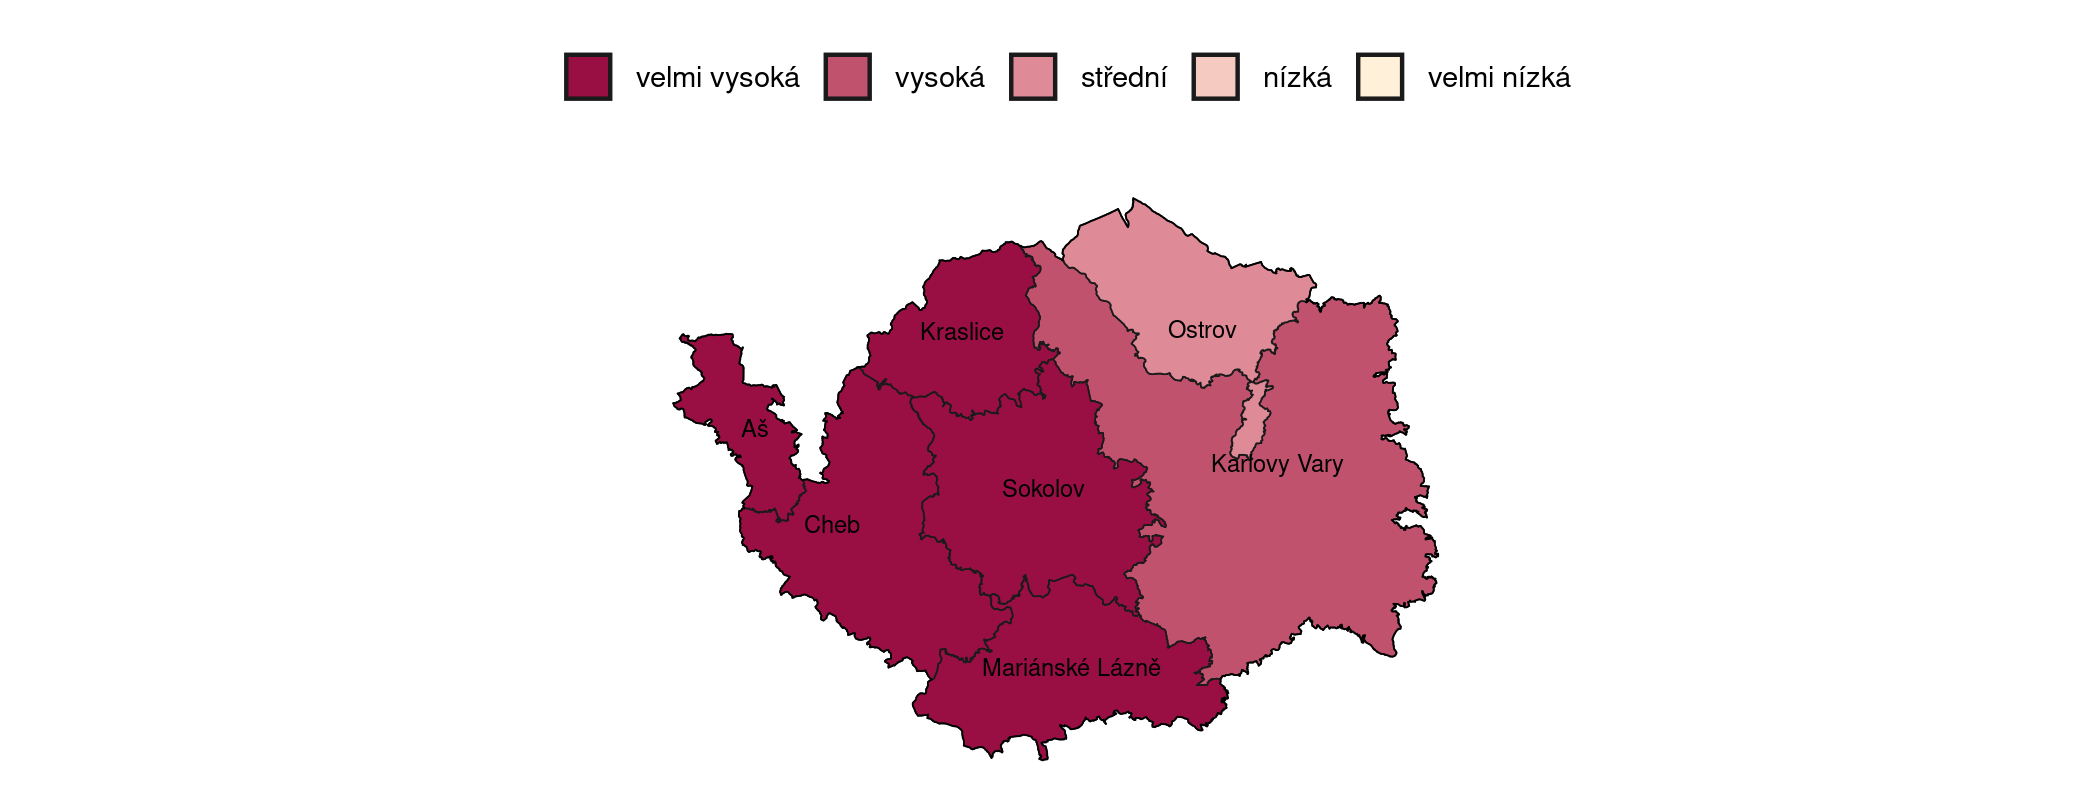 velmi vysoká vysoká střední nízká velmi nízká
Ostrov
Kraslice
Aš
Karlovy Vary
Sokolov
Cheb
Mariánské Lázně